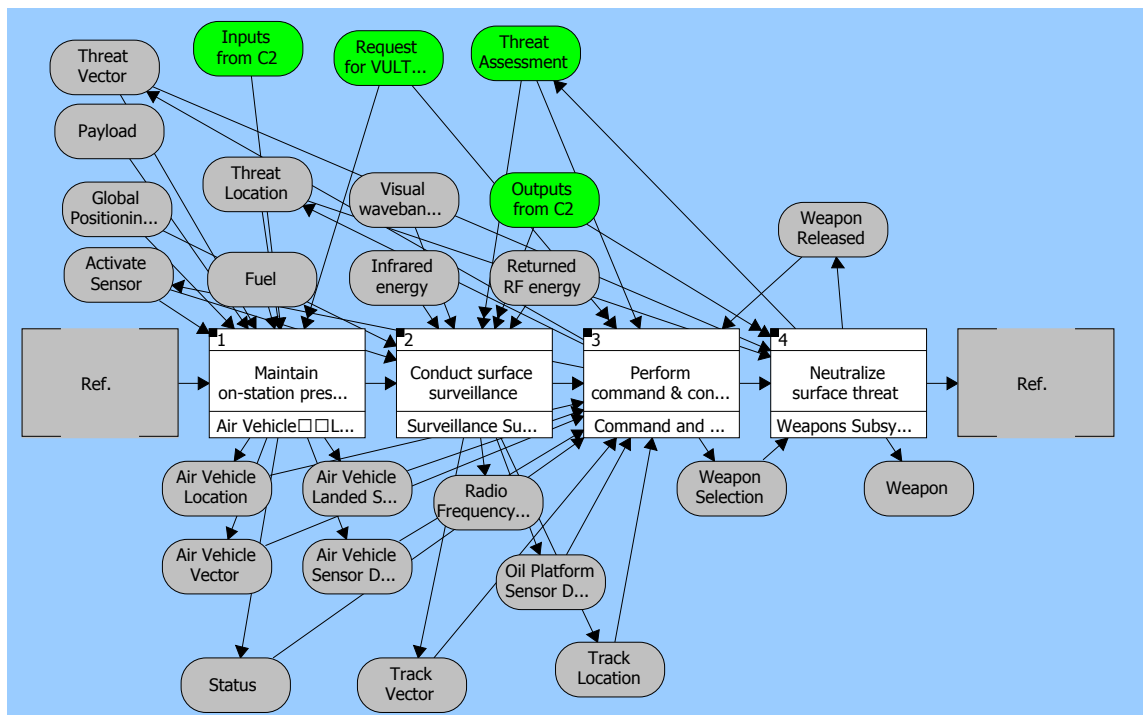 Inputs
from C2
Request
for VULT...
Threat
Assessment
Threat
Vector
Payload
Threat
Location
Visual
waveban...
Outputs
from C2
Global
Positionin...
Weapon
Released
Activate
Sensor
Fuel
Infrared
energy
Returned
RF energy
Ref.
1
Maintain
on-station pres...
Air Vehicle□□L...
2
Conduct surface
surveillance
Surveillance Su...
3
Perform
command & con...
Command and ...
4
Neutralize
surface threat
Weapons Subsy...
Ref.
Air Vehicle
Location
Air Vehicle
Landed S...
Radio
Frequency...
Weapon
Selection
Weapon
Air Vehicle
Vector
Air Vehicle
Sensor D...
Oil Platform
Sensor D...
Status
Track
Vector
Track
Location